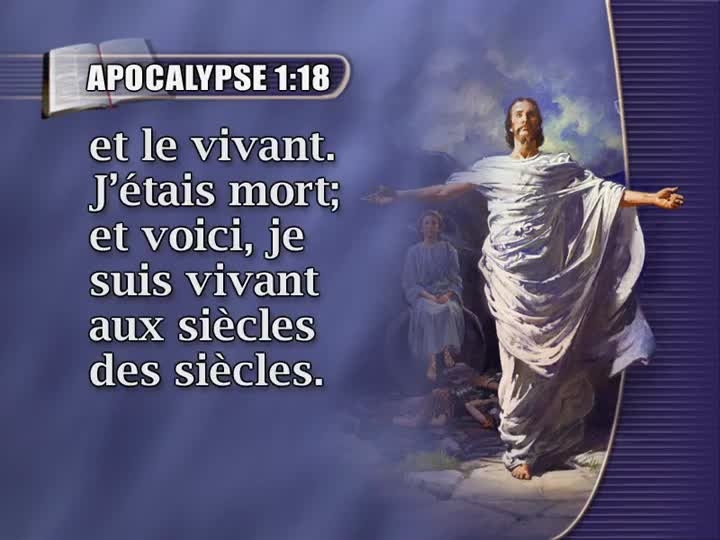 APOCALYPSE 1:18
et le vivant.
J’étais mort;
et voici, je
suis vivant
aux siècles
des siècles.